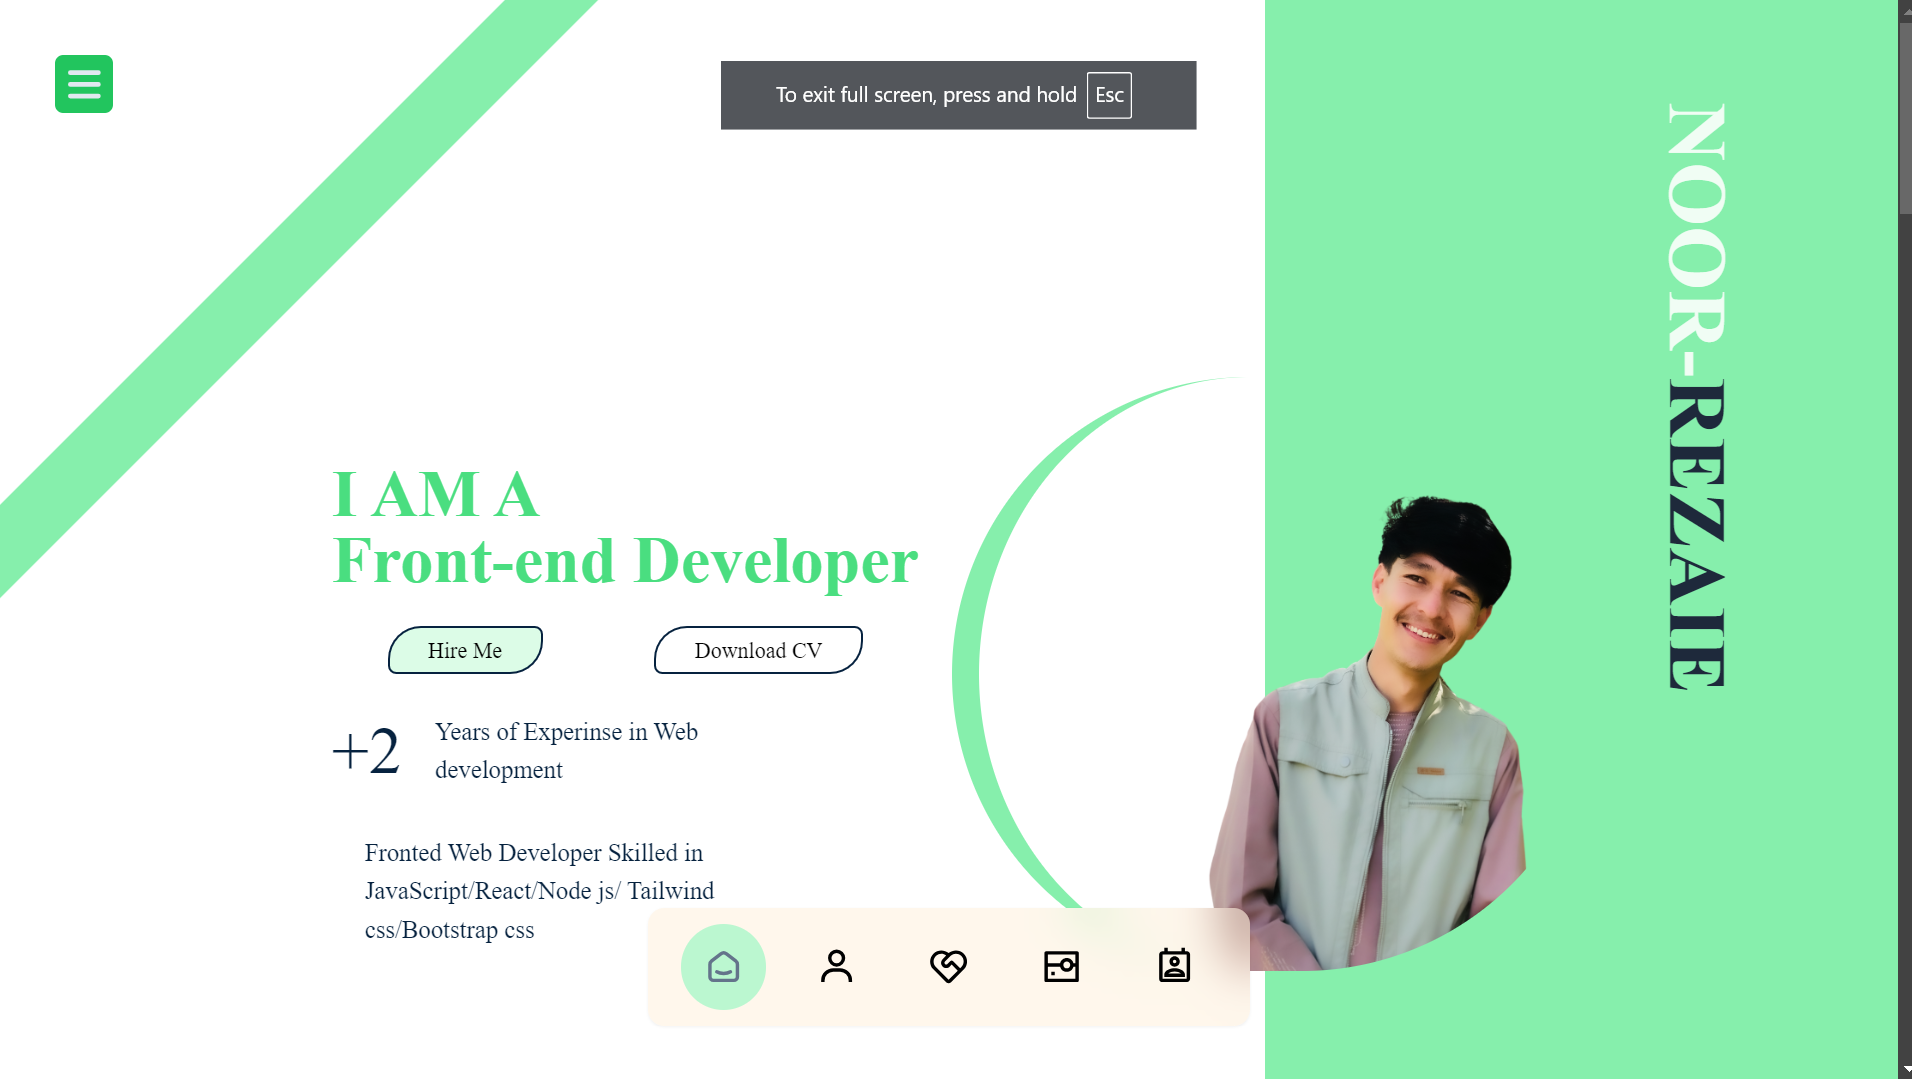 To exit full screen, press and hold Esc
NOOR-REZAIE
I AM A
Front-end Developer
Hire Me
Download CV
+2
Years of Experinse in Web
development
Fronted Web Developer Skilled in
JavaScript/React/Node js/ Tailwind
css/Bootstrap css